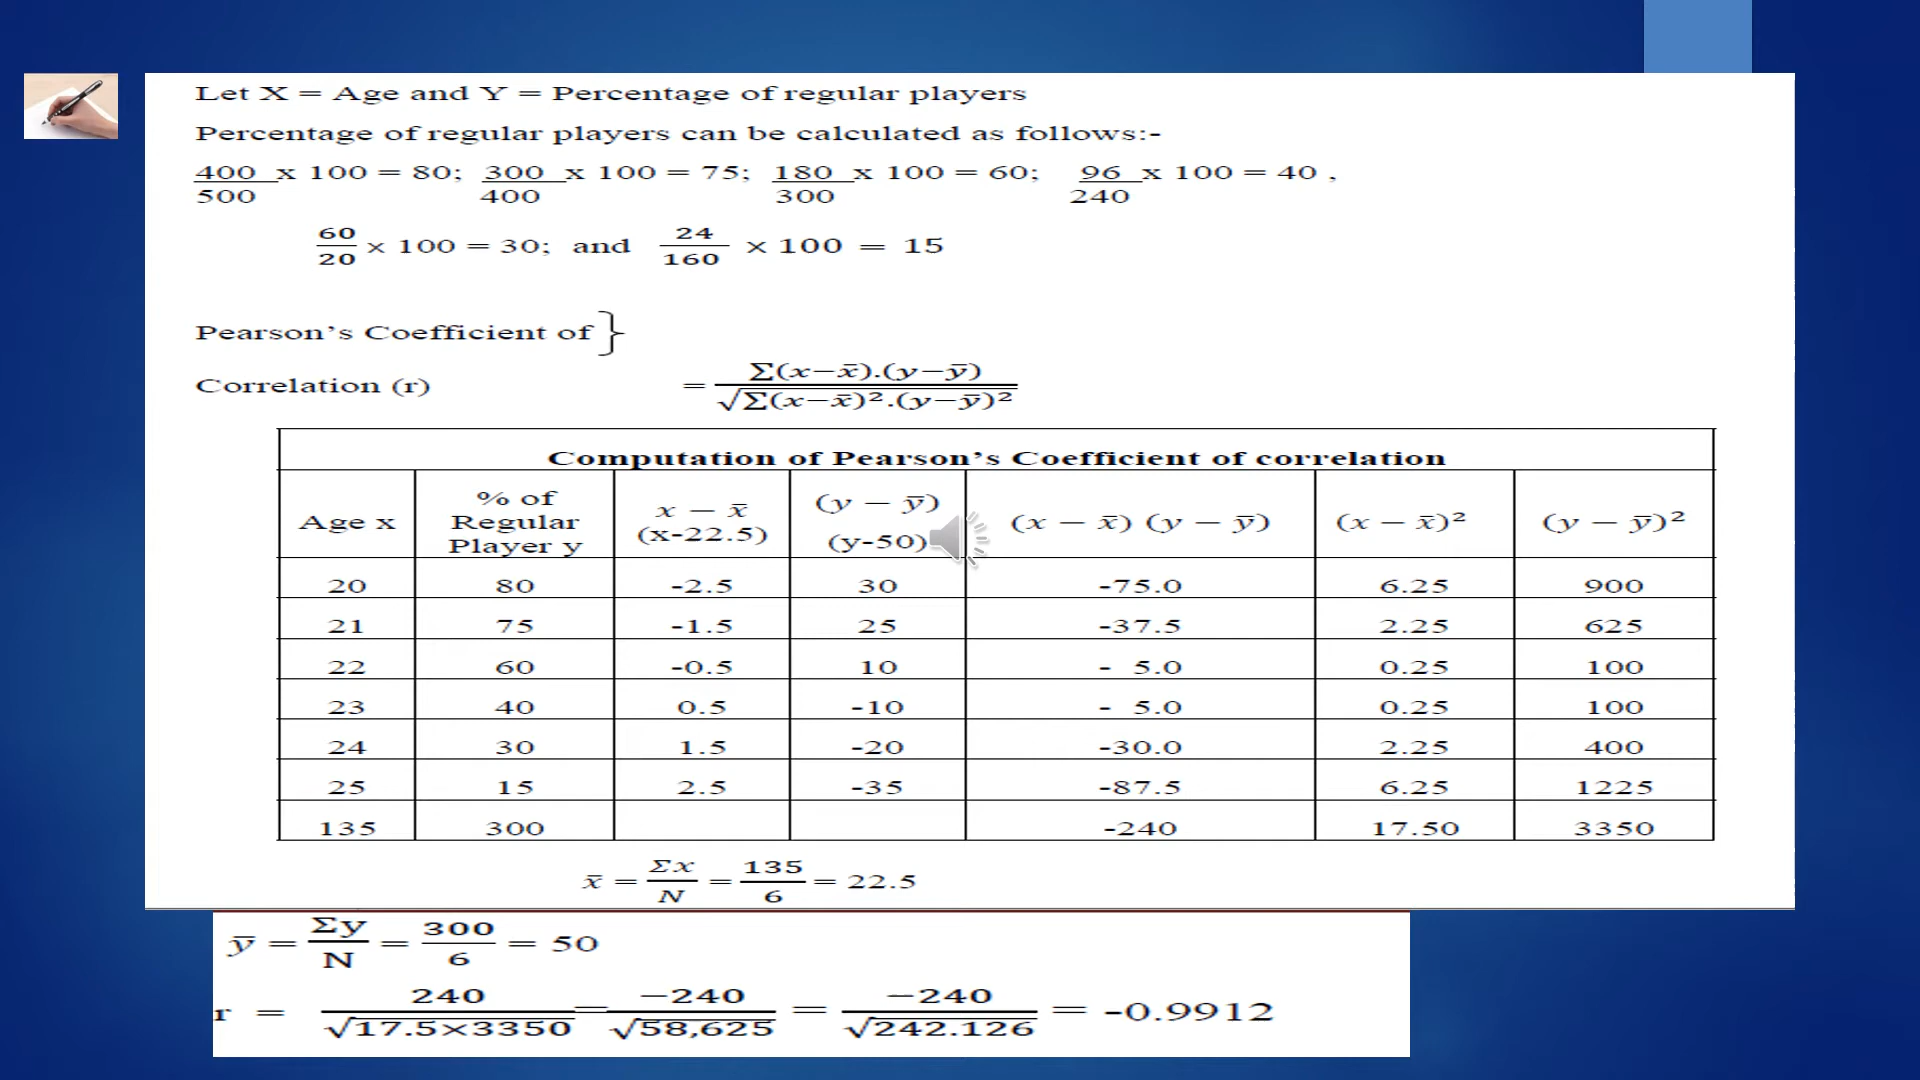 Let X = Age and Y = Percentage of regular players
Percentage of regular players can be calculated as follows:-
400 x 100 = 80; 300 x 100 = 75; 180 x 100 = 60; 96 x 100 = 40 ,
500 400 300 240
60/20 x 100 = 30; and 24/160 x 100 = 15
Pearson's Coefficient of }
Correlation (r) = Σ(x−x̄).(y−ȳ) / √Σ(x−x̄)².(y−ȳ)²
Computation of Pearson's Coefficient of correlation
Age x | % of Regular Player y | x − x̄ (x-22.5) | (y − ȳ) (y-50) | (x − x̄) (y − ȳ) | (x − x̄)² | (y − ȳ)²
20 | 80 | -2.5 | 30 | -75.0 | 6.25 | 900
21 | 75 | -1.5 | 25 | -37.5 | 2.25 | 625
22 | 60 | -0.5 | 10 | - 5.0 | 0.25 | 100
23 | 40 | 0.5 | -10 | - 5.0 | 0.25 | 100
24 | 30 | 1.5 | -20 | -30.0 | 2.25 | 400
25 | 15 | 2.5 | -35 | -87.5 | 6.25 | 1225
135 | 300 | | | -240 | 17.50 | 3350
x̄ = Σx/N = 135/6 = 22.5
ȳ = Σy/N = 300/6 = 50
r = 240/√17.5×3350 = −240/√58,625 = −240/√242.126 = -0.9912